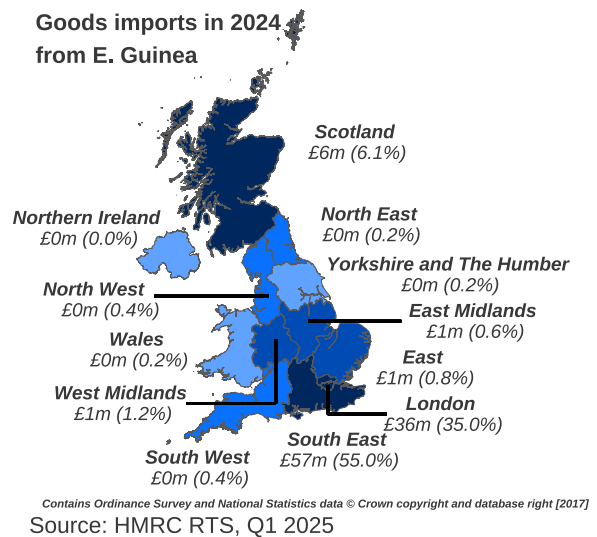 Goods imports in 2024
from E. Guinea
Scotland
£6m (6.1%)
Northern Ireland
£0m (0.0%)
North East
£0m (0.2%)
Yorkshire and The Humber
£0m (0.2%)
North West
£0m (0.4%)
East Midlands
£1m (0.6%)
Wales
£0m (0.2%)
East
£1m (0.8%)
West Midlands
£1m (1.2%)
London
£36m (35.0%)
South East
£57m (55.0%)
South West
£0m (0.4%)
Contains Ordinance Survey and National Statistics data © Crown copyright and database right [2017]
Source: HMRC RTS, Q1 2025